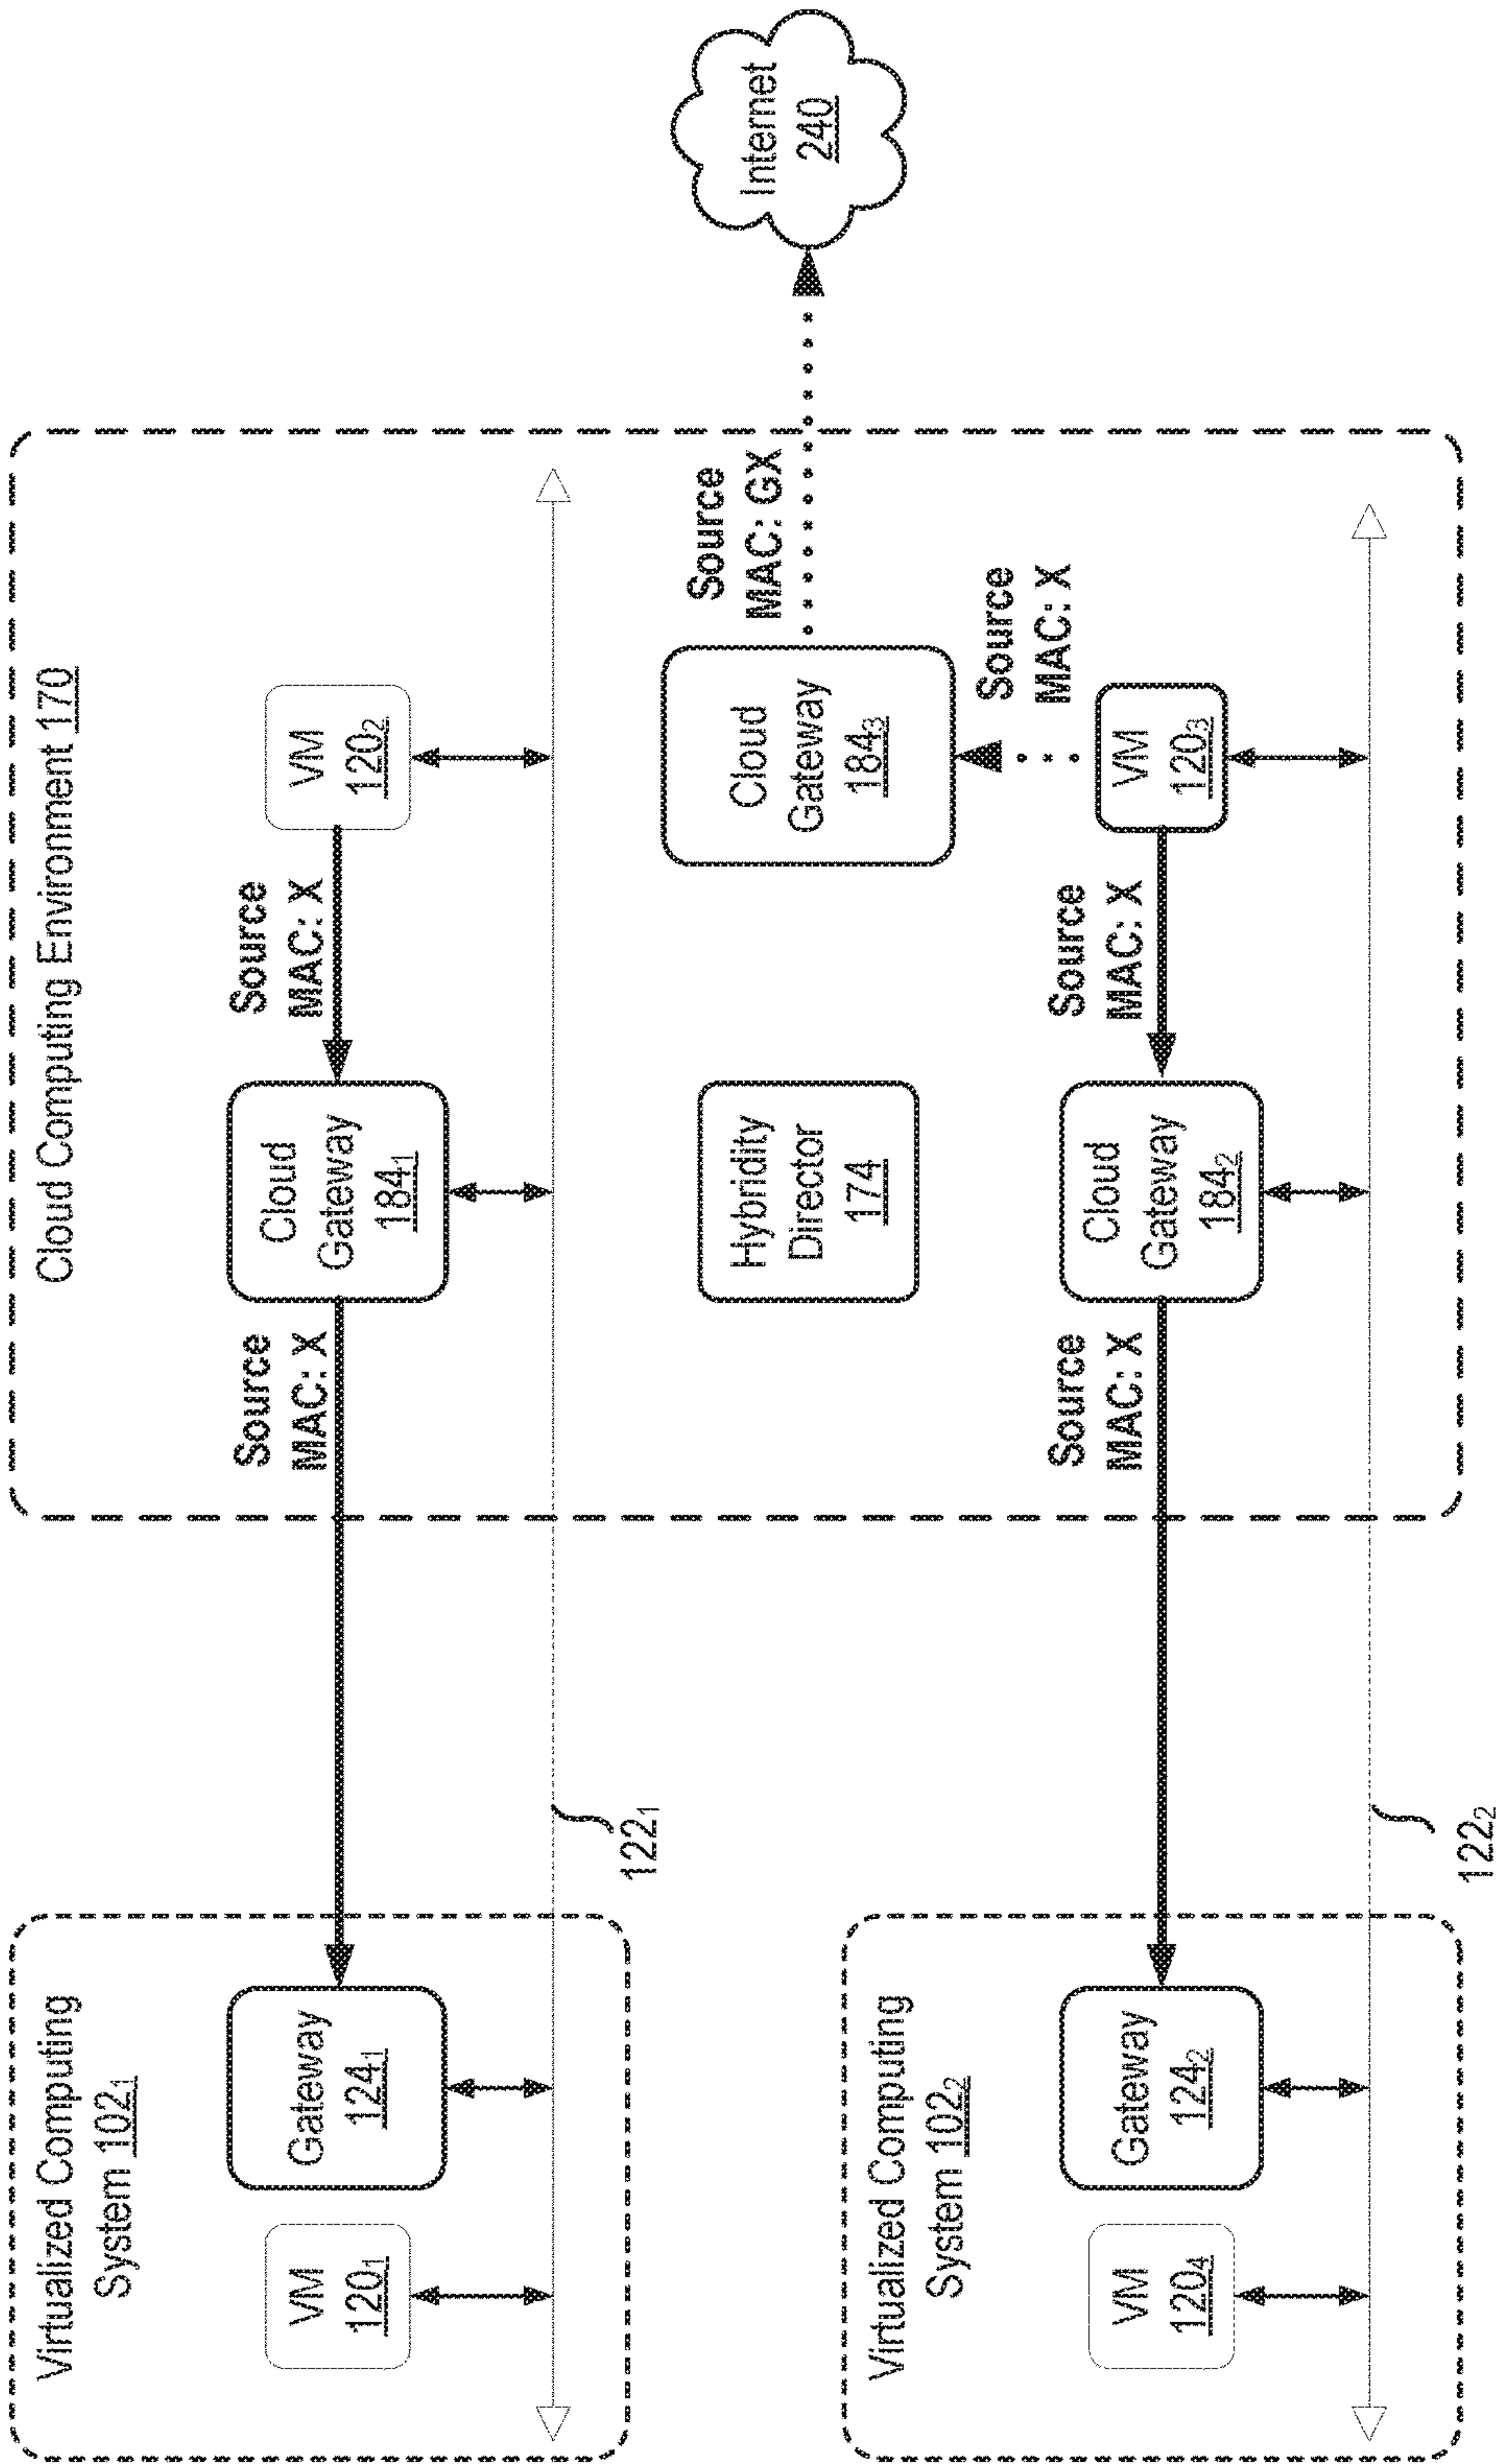 Cloud Computing Environment 170
Virtualized Computing
System 102₁
VM
120₁
Gateway
124₁
Source
MAC: X
Cloud
Gateway
184₁
Source
MAC: X
VM
120₂
122₁
Hybridity
Director
174
Cloud
Gateway
184₃
Source
MAC: GX
Internet
240
Source
MAC: X
Virtualized Computing
System 102₂
VM
120₄
Gateway
124₂
Source
MAC: X
Cloud
Gateway
184₂
Source
MAC: X
VM
120₃
122₂